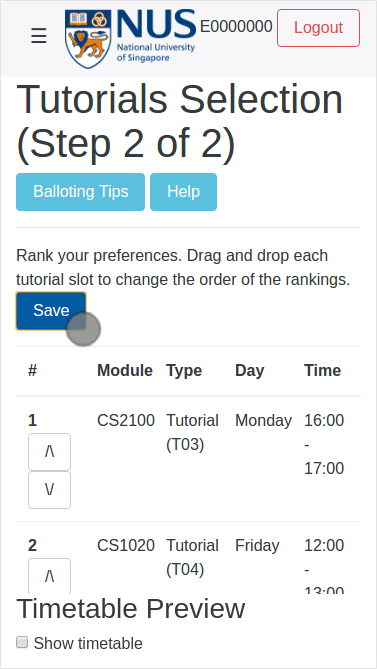 ☰ NUS National University of Singapore E0000000 Logout
Tutorials Selection
(Step 2 of 2)
Balloting Tips Help
Rank your preferences. Drag and drop each
tutorial slot to change the order of the rankings.
Save
# Module Type Day Time
1 CS2100 Tutorial Monday 16:00
/\ (T03) -
\/ 17:00
2 CS1020 Tutorial Friday 12:00
/\ (T04) -
13:00
Timetable Preview
Show timetable